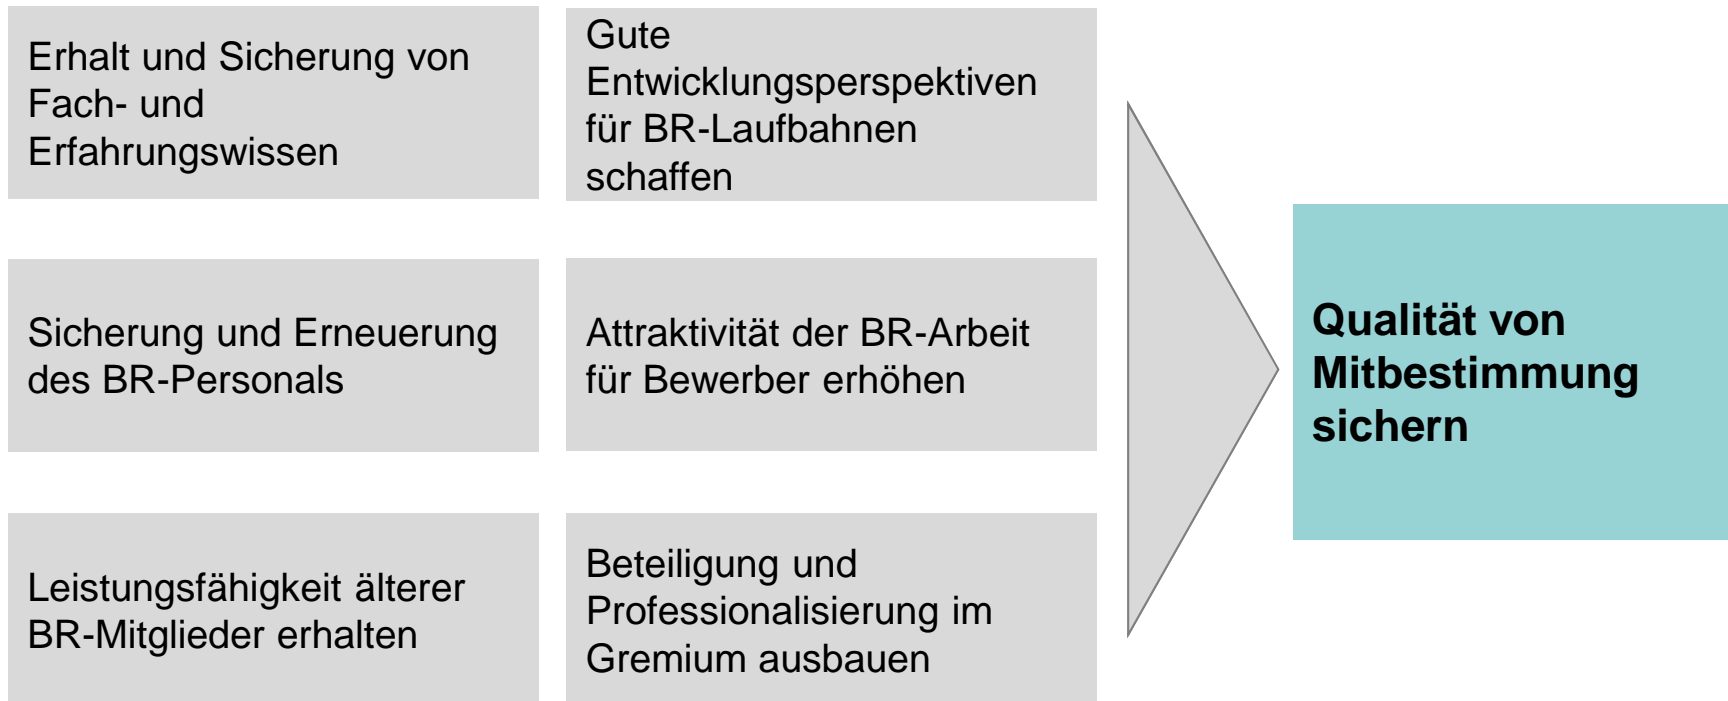 Erhalt und Sicherung von
Fach- und
Erfahrungswissen
Gute
Entwicklungsperspektiven
für BR-Laufbahnen
schaffen
Sicherung und Erneuerung
des BR-Personals
Attraktivität der BR-Arbeit
für Bewerber erhöhen
Leistungsfähigkeit älterer
BR-Mitglieder erhalten
Beteiligung und
Professionalisierung im
Gremium ausbauen
Qualität von
Mitbestimmung
sichern